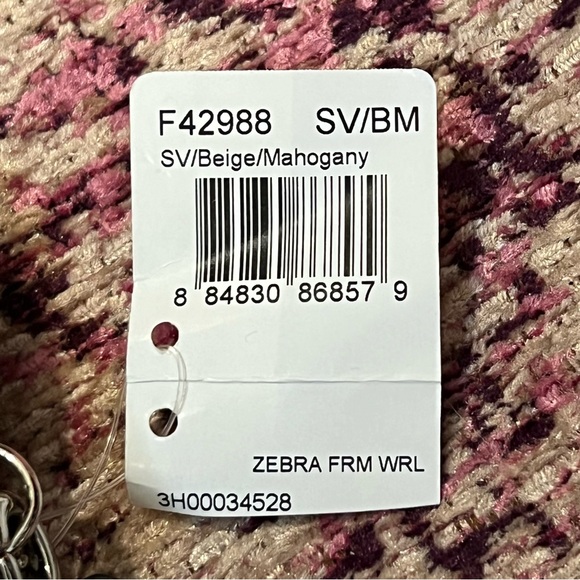 F42988 SV/BM
SV/Beige/Mahogany
8 84830 86857 9
ZEBRA FRM WRL
3H00034528